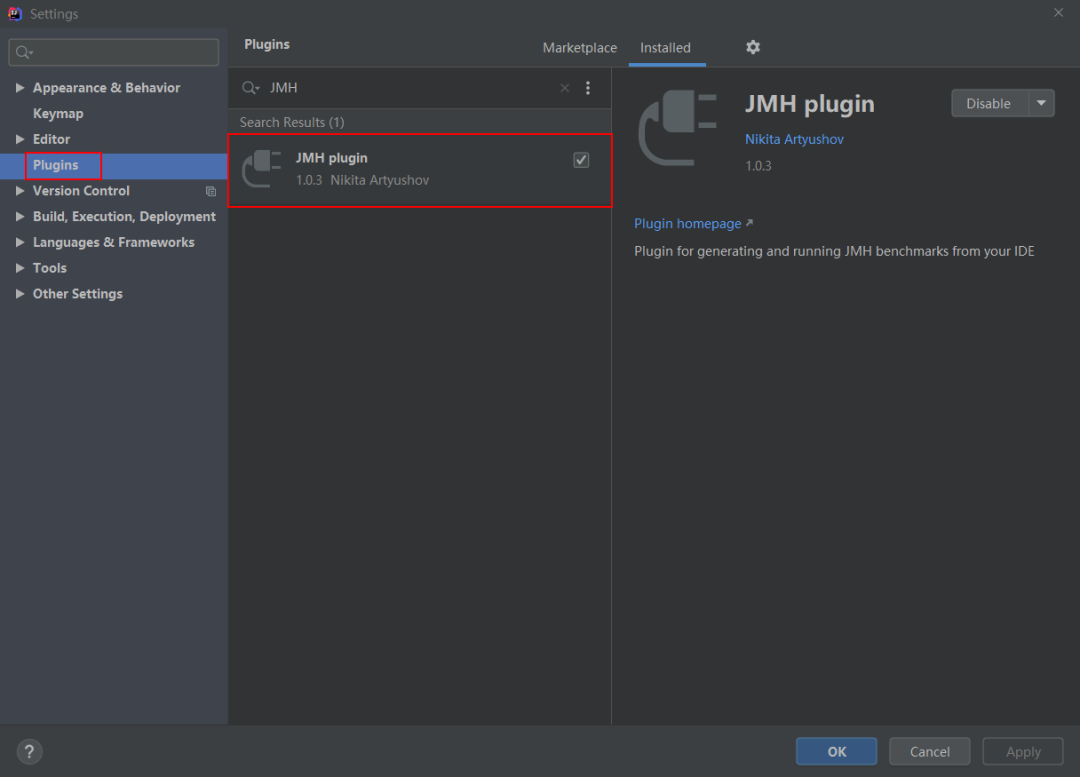 Settings
Appearance & Behavior
Keymap
Editor
Plugins
Version Control
Build, Execution, Deployment
Languages & Frameworks
Tools
Other Settings
Plugins
Marketplace Installed
JMH
Search Results (1)
JMH plugin
1.0.3 Nikita Artyushov
JMH plugin
Disable
Nikita Artyushov
1.0.3
Plugin homepage
Plugin for generating and running JMH benchmarks from your IDE
?
OK Cancel Apply